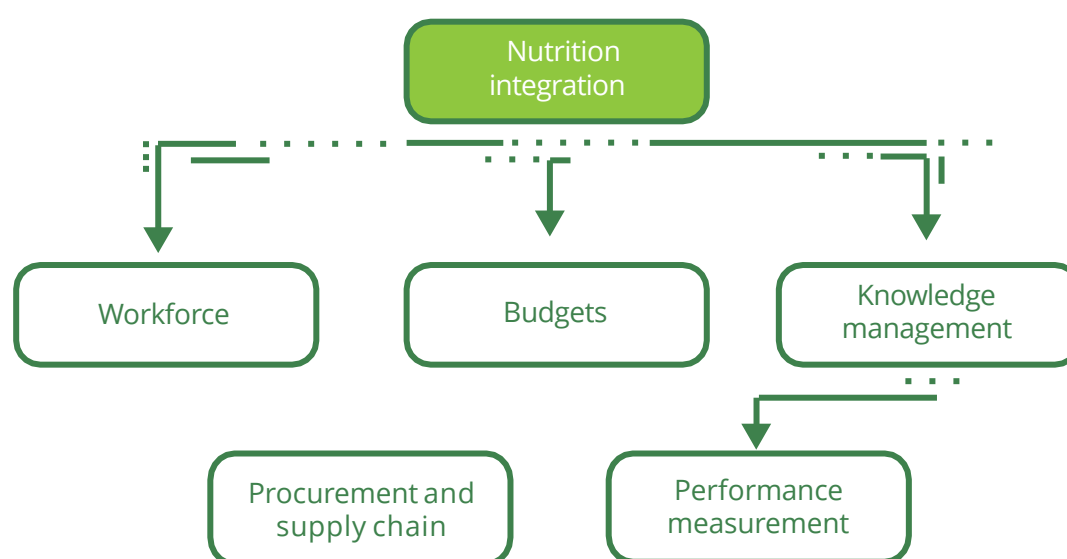 Nutrition
integration
Workforce
Budgets
Knowledge
management
Procurement and
supply chain
Performance
measurement